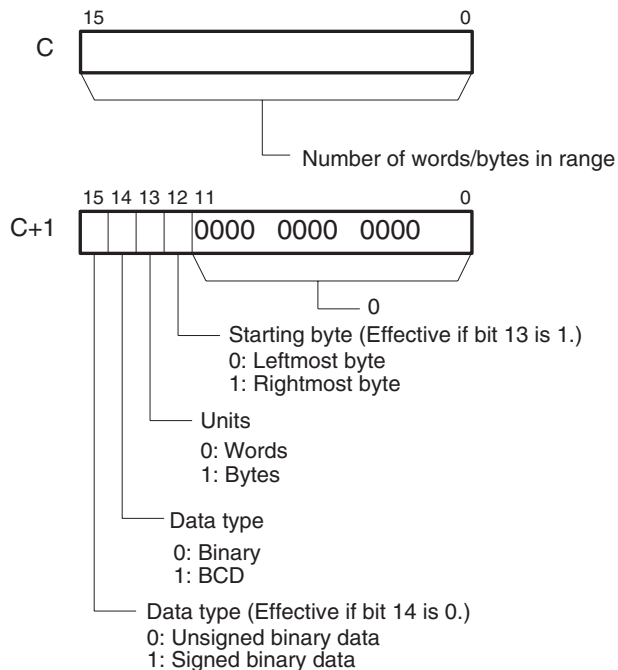 15 0
C
Number of words/bytes in range
15 14 13 12 11 0
C+1 0000 0000 0000
0
Starting byte (Effective if bit 13 is 1.)
0: Leftmost byte
1: Rightmost byte
Units
0: Words
1: Bytes
Data type
0: Binary
1: BCD
Data type (Effective if bit 14 is 0.)
0: Unsigned binary data
1: Signed binary data